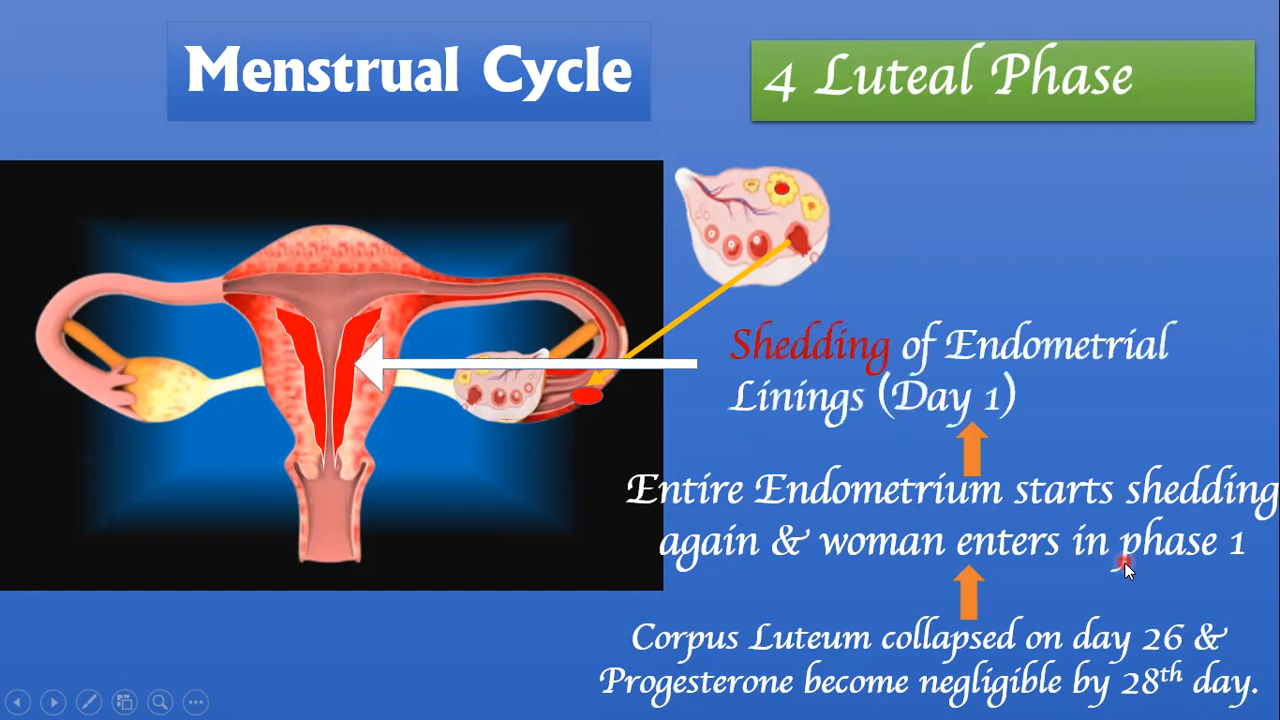 Menstrual Cycle
4 Luteal Phase
Shedding of Endometrial
Linings (Day 1)
Entire Endometrium starts shedding
again & woman enters in phase 1
Corpus Luteum collapsed on day 26 &
Progesterone become negligible by 28th day.